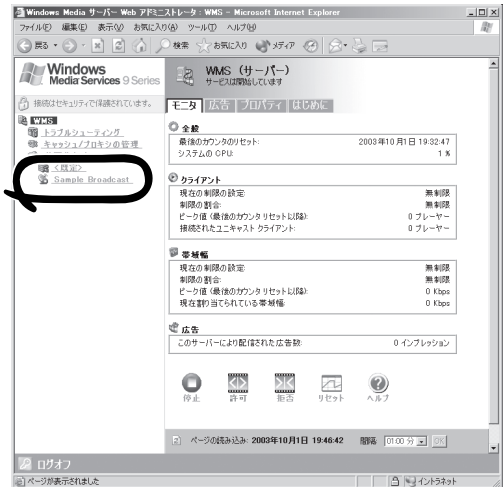 Windows Media サーバー Web アドミニストレータ : WMS - Microsoft Internet Explorer
ファイル(F) 編集(E) 表示(V) お気に入り(A) ツール(T) ヘルプ(H)
戻る 検索 お気に入り メディア
Windows
Media Services 9 Series
接続はセキュリティで保護されています。
WMS
トラブルシューティング
キャッシュ/プロキシの管理
<既定>
Sample Broadcast
WMS (サーバー)
サービスは開始しています
モニタ 広告 プロパティ はじめに
全般
最後のカウンタのリセット: 2003年10月1日 19:32:47
システムの CPU: 1 %
クライアント
現在の制限の設定: 無制限
制限の割合: 無制限
ピーク値 (最後のカウンタ リセット以降): 0 プレーヤー
接続されたユニキャスト クライアント: 0 プレーヤー
帯域幅
現在の制限の設定: 無制限
制限の割合: 無制限
ピーク値 (最後のカウンタ リセット以降): 0 Kbps
現在割り当てられている帯域幅: 0 Kbps
広告
このサーバーにより配信された広告数: 0 インプレッション
停止 許可 拒否 リセット ヘルプ
ページの読み込み: 2003年10月1日 19:46:42 間隔: 01:00 分 OK
ログオフ
ページが表示されました イントラネット